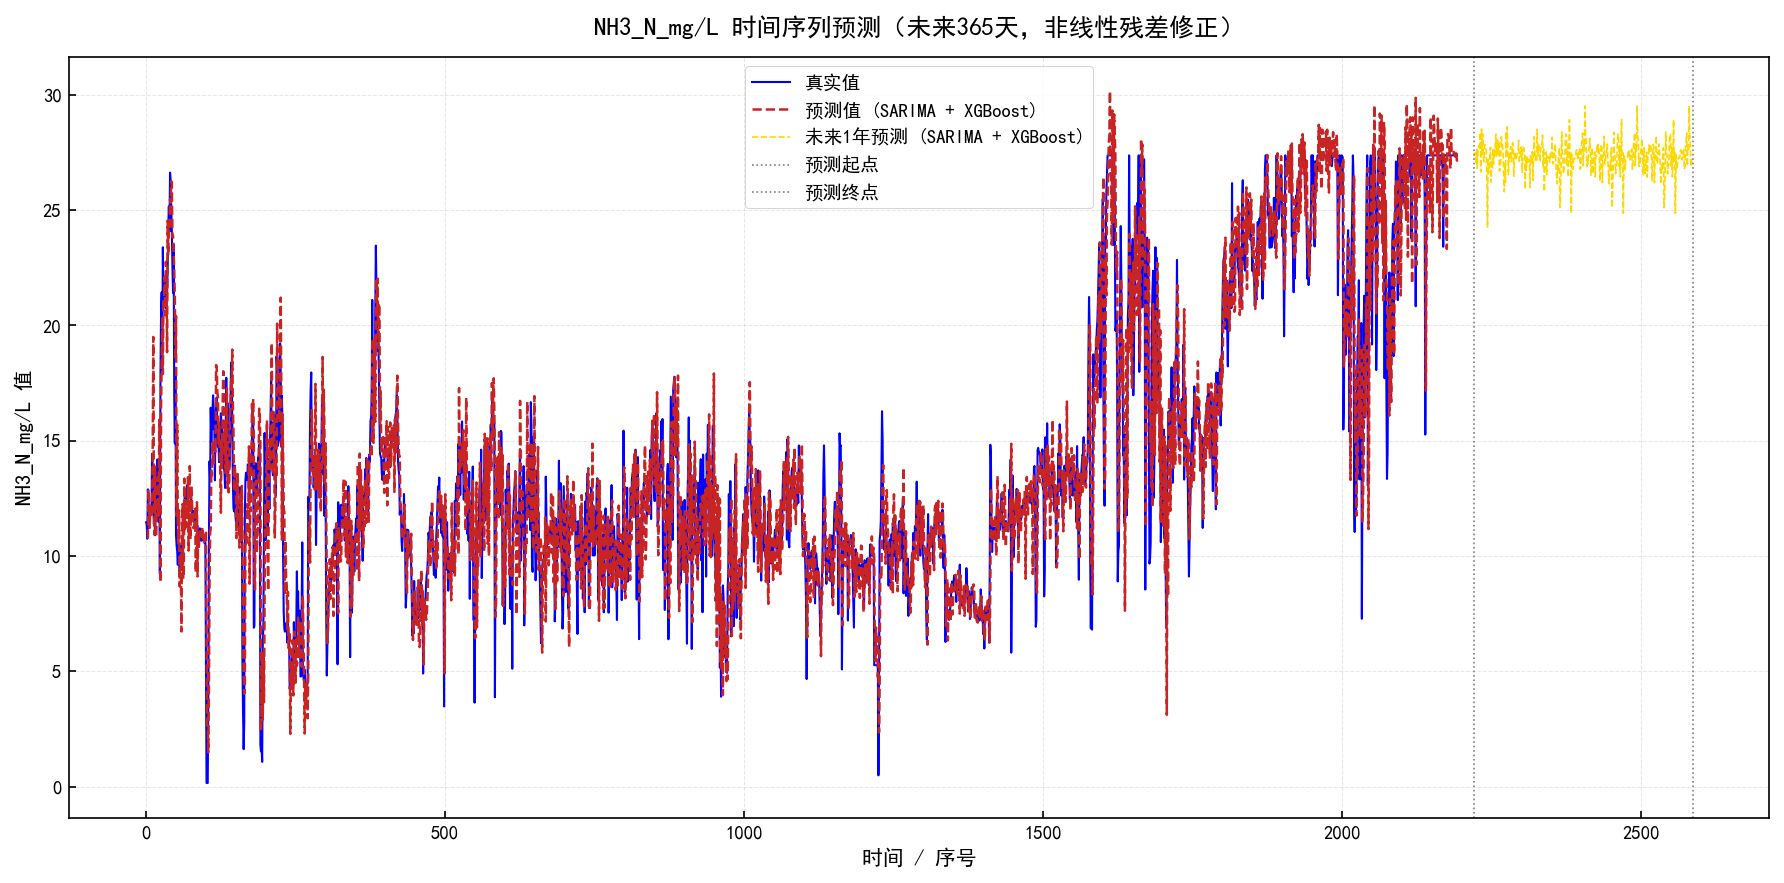 NH3_N_mg/L 时间序列预测（未来365天，非线性残差修正）
真实值
预测值 (SARIMA + XGBoost)
未来1年预测 (SARIMA + XGBoost)
预测起点
预测终点
NH3_N_mg/L 值
30
25
20
15
10
5
0
0
500
1000
1500
2000
2500
时间 / 序号